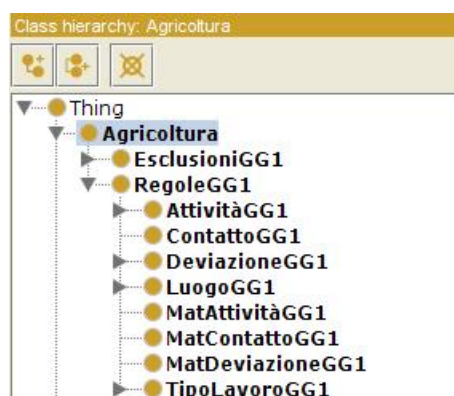 Class hierarchy: Agricoltura
Thing
Agricoltura
EsclusioniGG1
RegoleGG1
AttivitàGG1
ContattoGG1
DeviazioneGG1
LuogoGG1
MatAttivitàGG1
MatContattoGG1
MatDeviazioneGG1
TipoLavoroGG1